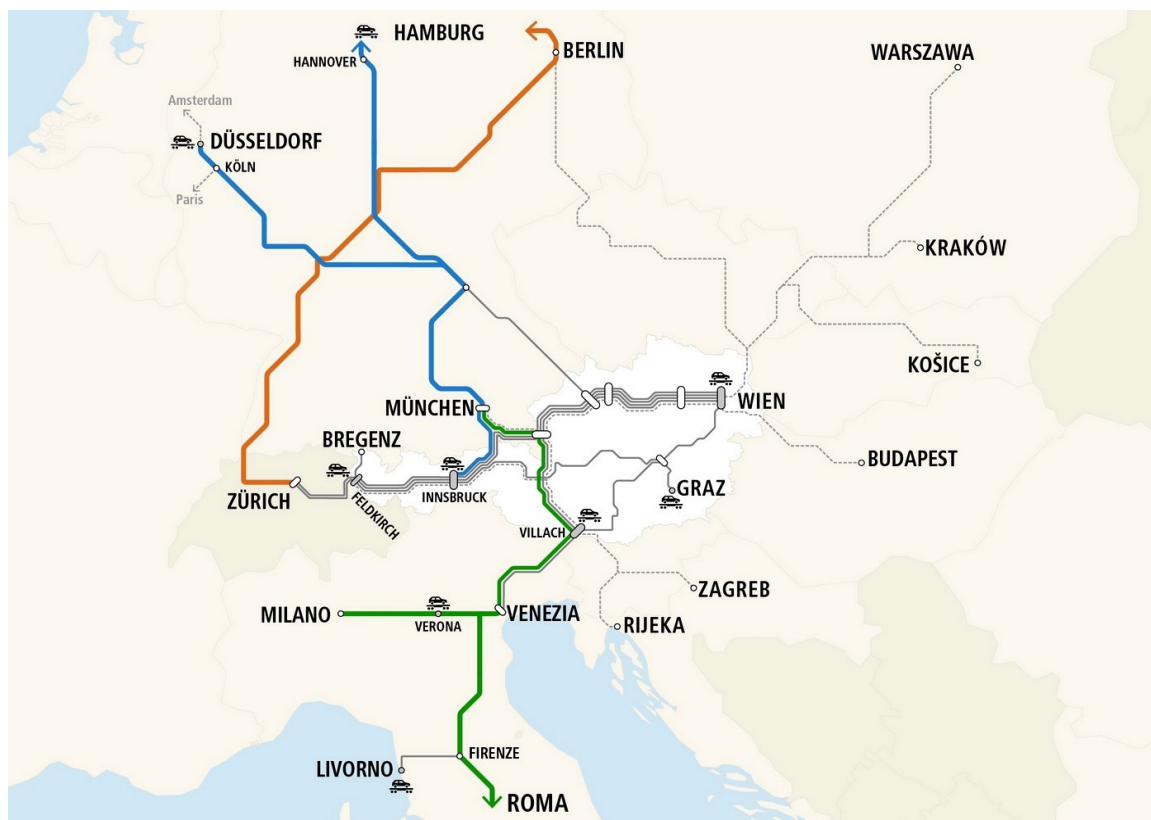 HAMBURG
BERLIN
WARSZAWA
HANNOVER
Amsterdam
DÜSSELDORF
KÖLN
Paris
KRAKÓW
KOŠICE
WIEN
MÜNCHEN
BREGENZ
BUDAPEST
INNSBRUCK
GRAZ
ZÜRICH
FELDKIRCH
VILLACH
ZAGREB
MILANO
VERONA
VENEZIA
RIJEKA
FIRENZE
LIVORNO
ROMA